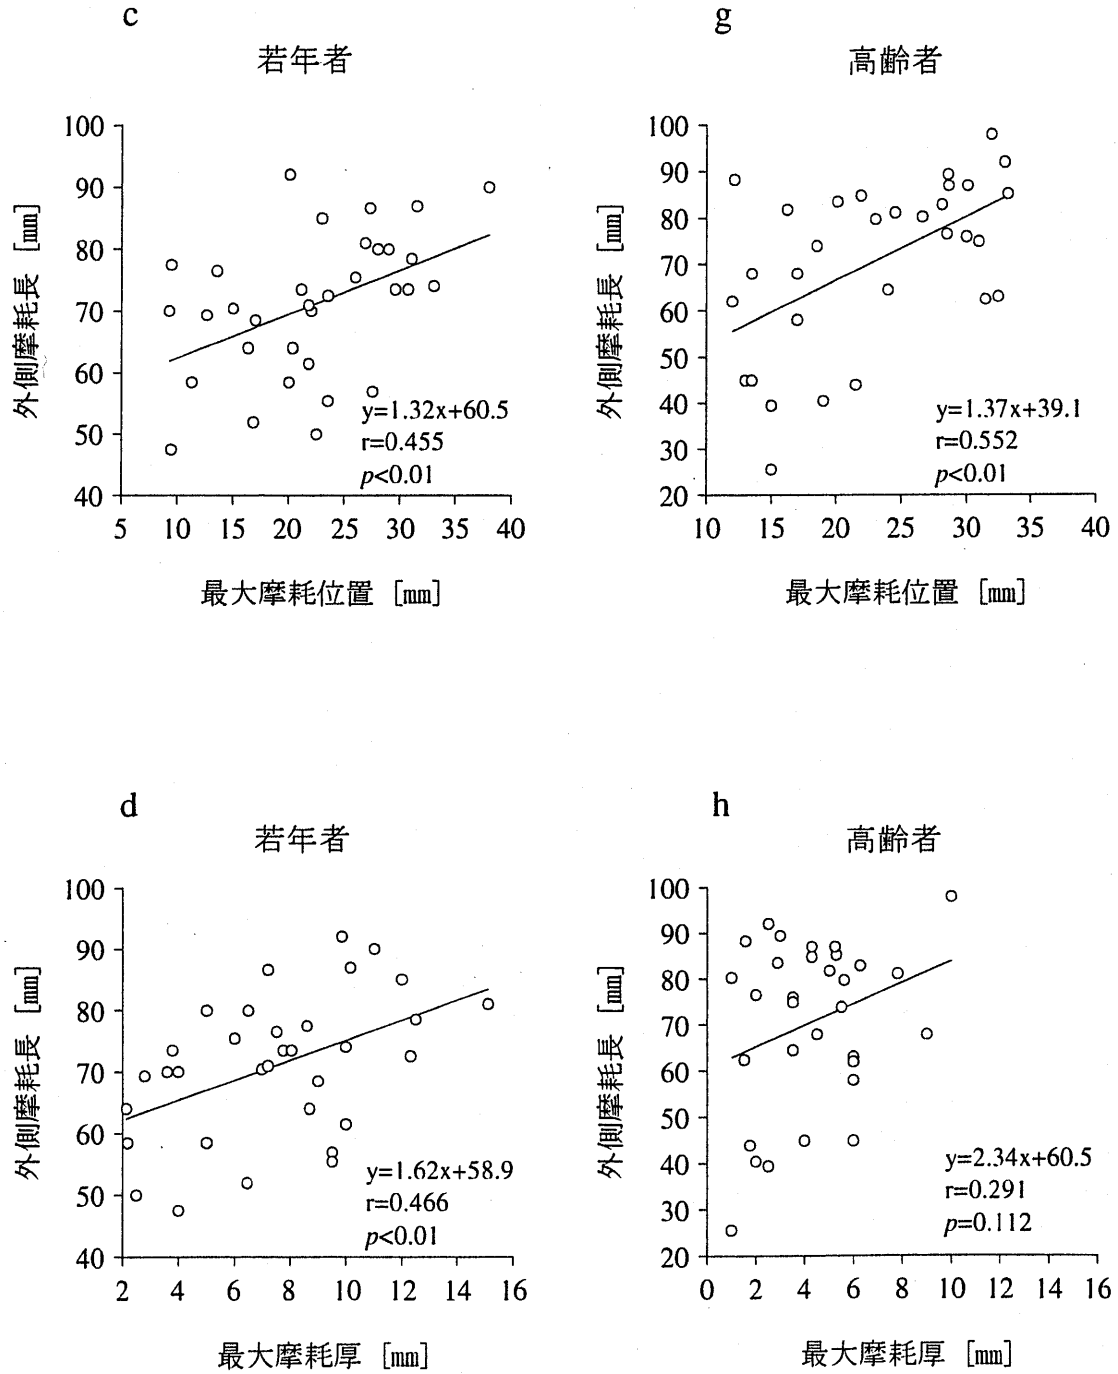 c
若年者
100
90
80
70
60
50
40
5 10 15 20 25 30 35 40
外側摩耗長 [mm]
y=1.32x+60.5
r=0.455
p<0.01
最大摩耗位置 [mm]
g
高齢者
100
90
80
70
60
50
40
30
20
10 15 20 25 30 35 40
外側摩耗長 [mm]
y=1.37x+39.1
r=0.552
p<0.01
最大摩耗位置 [mm]
d
若年者
100
90
80
70
60
50
40
2 4 6 8 10 12 14 16
外側摩耗長 [mm]
y=1.62x+58.9
r=0.466
p<0.01
最大摩耗厚 [mm]
h
高齢者
100
90
80
70
60
50
40
30
20
0 2 4 6 8 10 12 14 16
外側摩耗長 [mm]
y=2.34x+60.5
r=0.291
p=0.112
最大摩耗厚 [mm]